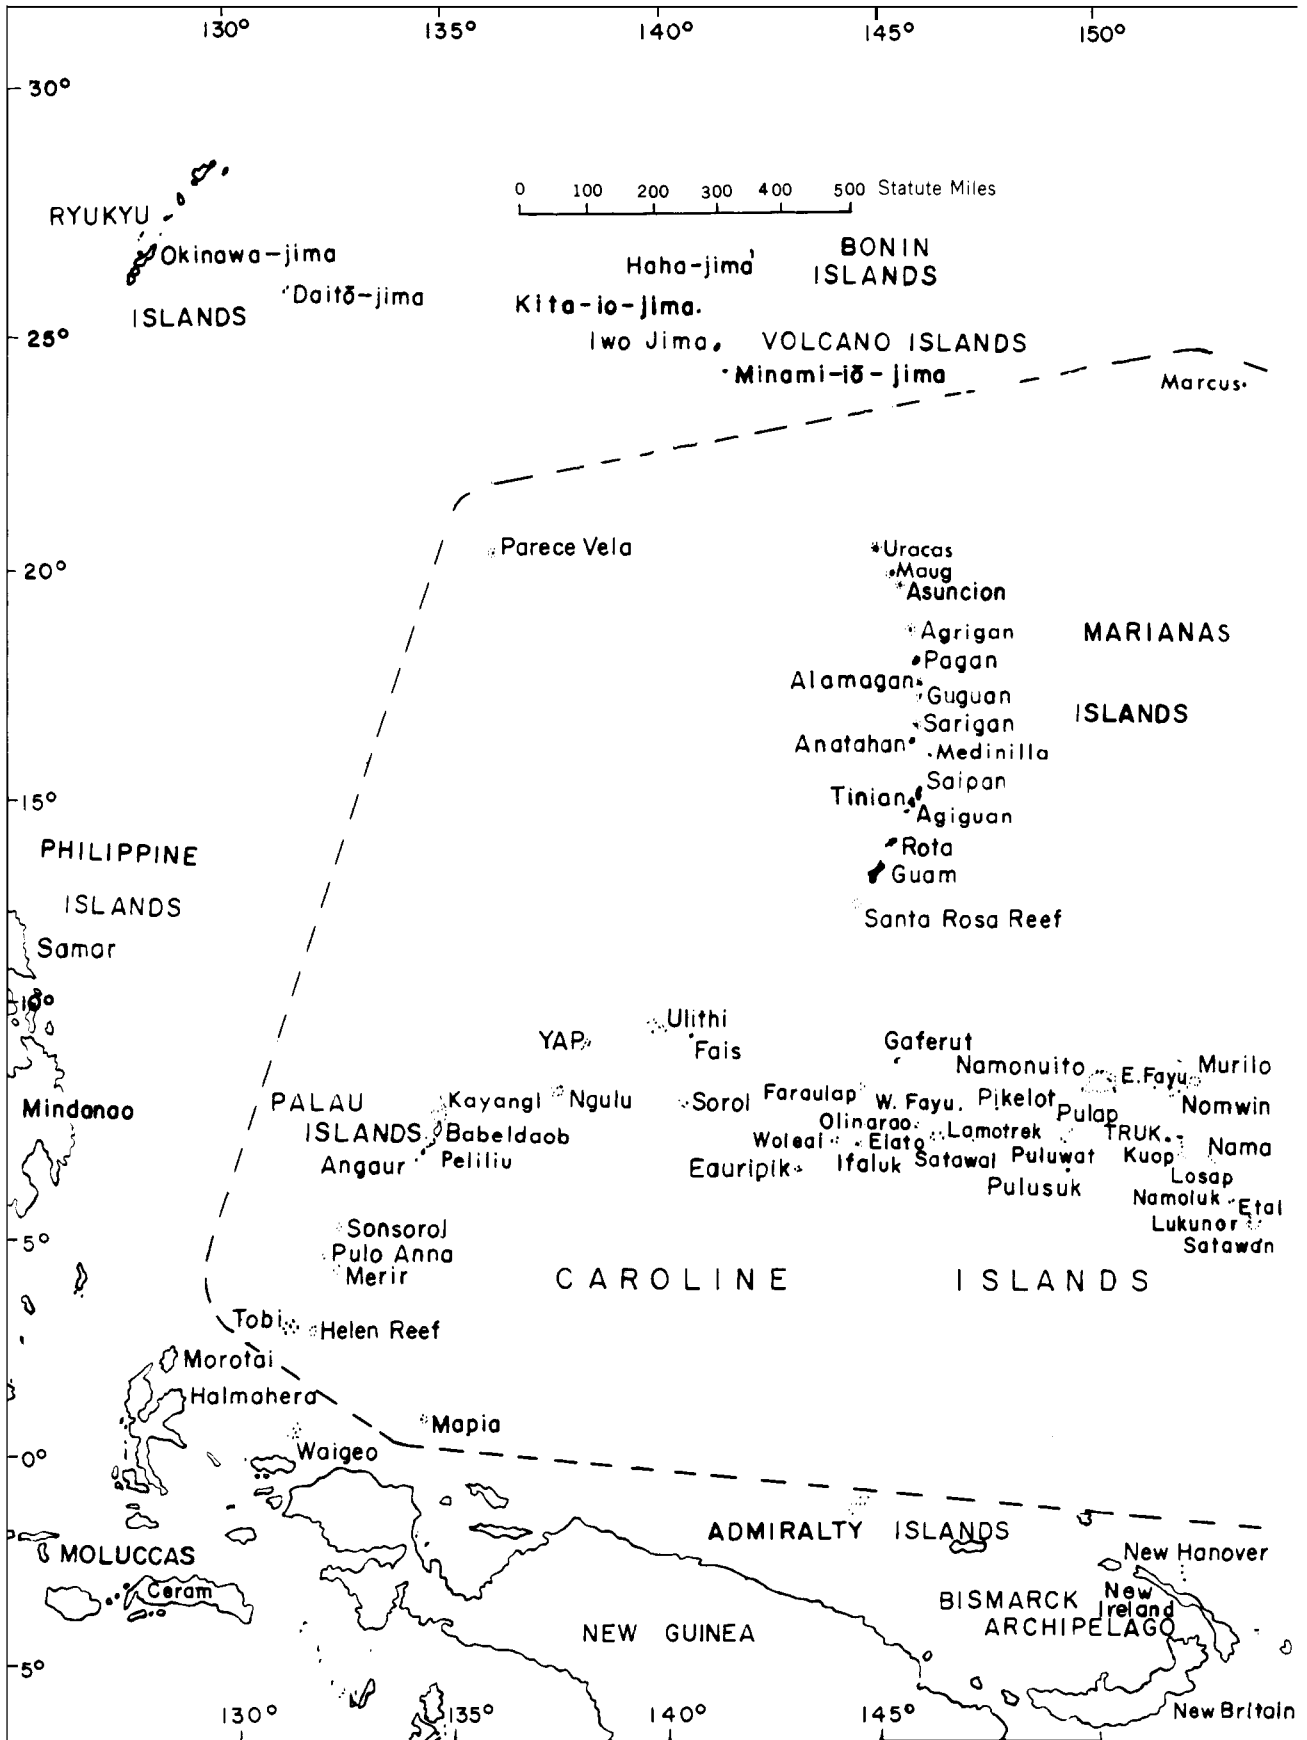 130° 135° 140° 145° 150°
30°
0 100 200 300 400 500 Statute Miles
RYUKYU
Okinawa-jima
Daitō-jima
ISLANDS
Haha-jima
BONIN
ISLANDS
Kita-io-jima
25°
Iwo Jima
VOLCANO ISLANDS
Minami-iō-jima
Marcus
Parece Vela
20°
Uracas
Maug
Asuncion
Agrigan
MARIANAS
Pagan
Alamagan
Guguan
ISLANDS
Sarigan
Anatahan
Medinilla
Saipan
15°
Tinian
Agiguan
Rota
Guam
PHILIPPINE
ISLANDS
Santa Rosa Reef
Samar
10°
Ulithi
YAP
Fais
Gaferut
Namonuito
E. Fayu
Murilo
Mindanao
PALAU
ISLANDS
Kayangl
Ngulu
Sorol
Faraulap
W. Fayu
Pikelot
Pulap
Nomwin
Babeldaob
Olinarao
Lamotrek
TRUK
Angaur
Peliliu
Woleai
Elato
Nama
Eauripik
Ifaluk
Satawal
Puluwat
Kuop
Pulusuk
Losap
Namoluk
Etal
Lukunor
Satawan
5°
Sonsorol
Pulo Anna
Merir
CAROLINE ISLANDS
Tobi
Helen Reef
Morotai
Halmahera
Mapia
Waigeo
0°
ADMIRALTY ISLANDS
MOLUCCAS
New Hanover
Ceram
BISMARCK
ARCHIPELAGO
New
Ireland
NEW GUINEA
5°
New Britain
130° 135° 140° 145° 150°